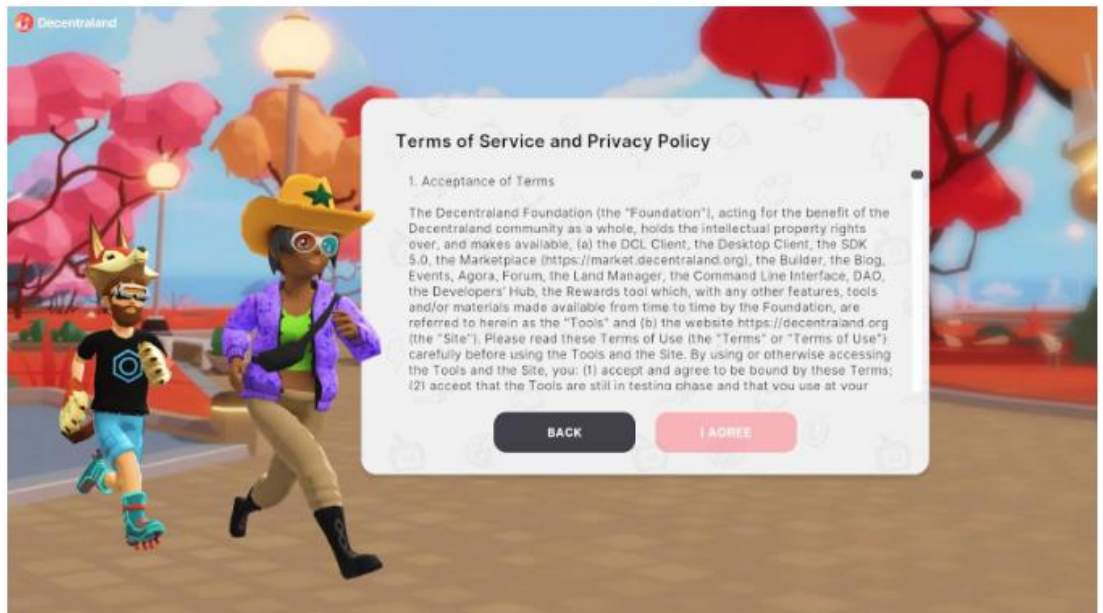 Decentraland
Terms of Service and Privacy Policy
1. Acceptance of Terms
The Decentraland Foundation (the "Foundation"), acting for the benefit of the
Decentraland community as a whole, holds the intellectual property rights
over, and makes available, (a) the DCL Client, the Desktop Client, the SDK
5.0, the Marketplace (https://market.decentraland.org), the Builder, the Blog,
Events, Agora, Forum, the Land Manager, the Command Line Interface, DAO,
the Developers' Hub, the Rewards tool which, with any other features, tools
and/or materials made available from time to time by the Foundation, are
referred to herein as the "Tools" and (b) the website https://decentraland.org
(the "Site"). Please read these Terms of Use (the "Terms" or "Terms of Use")
carefully before using the Tools and the Site. By using or otherwise accessing
the Tools and the Site, you: (1) accept and agree to be bound by these Terms;
(2) accept that the Tools are still in testing phase and that you use at your
BACK
I AGREE